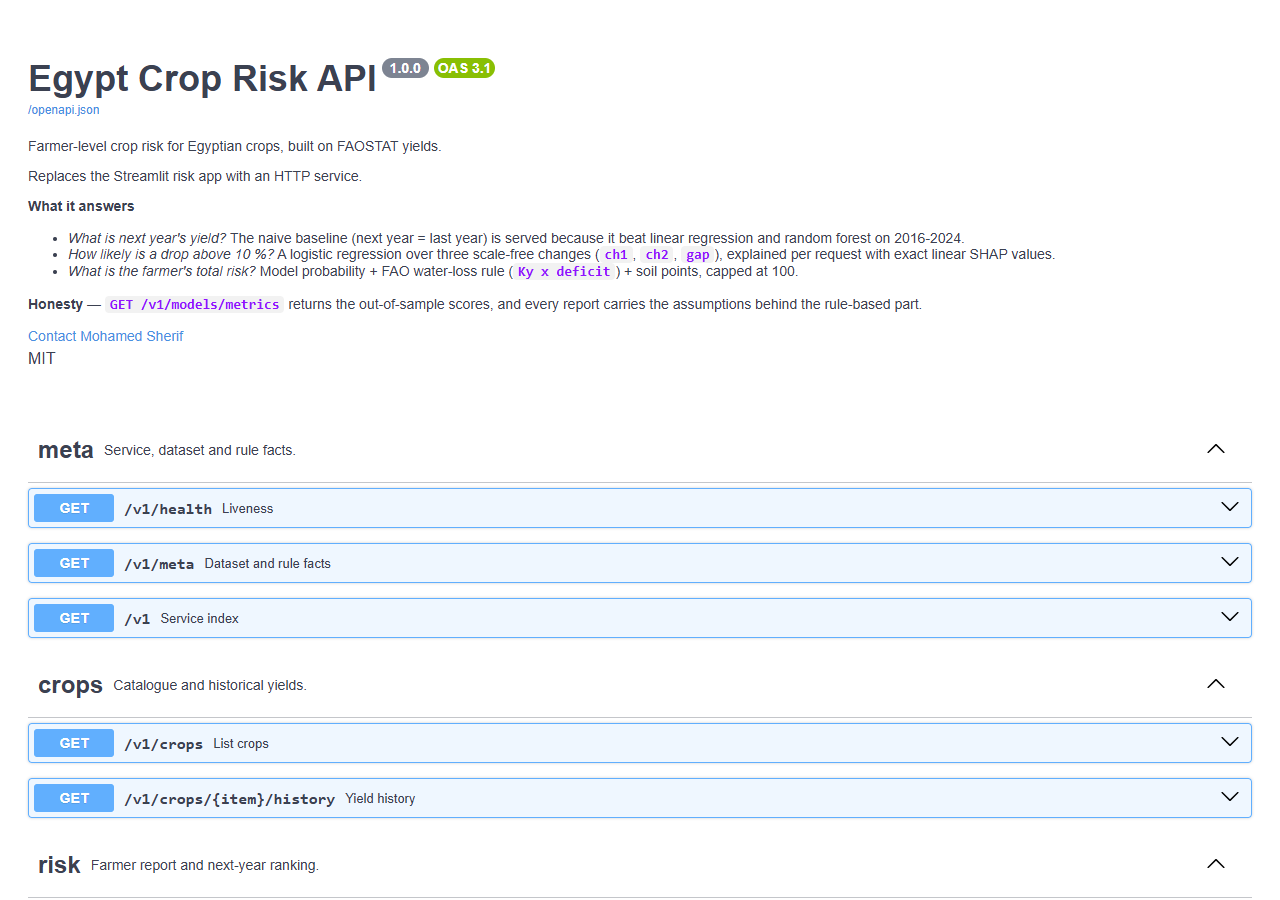 Egypt Crop Risk API 1.0.0 OAS 3.1
/openapi.json
Farmer-level crop risk for Egyptian crops, built on FAOSTAT yields.
Replaces the Streamlit risk app with an HTTP service.
What it answers
• What is next year's yield? The naive baseline (next year = last year) is served because it beat linear regression and random forest on 2016-2024.
• How likely is a drop above 10 %? A logistic regression over three scale-free changes ( ch1 , ch2 , gap ), explained per request with exact linear SHAP values.
• What is the farmer's total risk? Model probability + FAO water-loss rule ( Ky x deficit ) + soil points, capped at 100.
Honesty — GET /v1/models/metrics returns the out-of-sample scores, and every report carries the assumptions behind the rule-based part.
Contact Mohamed Sherif
MIT
meta Service, dataset and rule facts.
GET /v1/health Liveness
GET /v1/meta Dataset and rule facts
GET /v1 Service index
crops Catalogue and historical yields.
GET /v1/crops List crops
GET /v1/crops/{item}/history Yield history
risk Farmer report and next-year ranking.